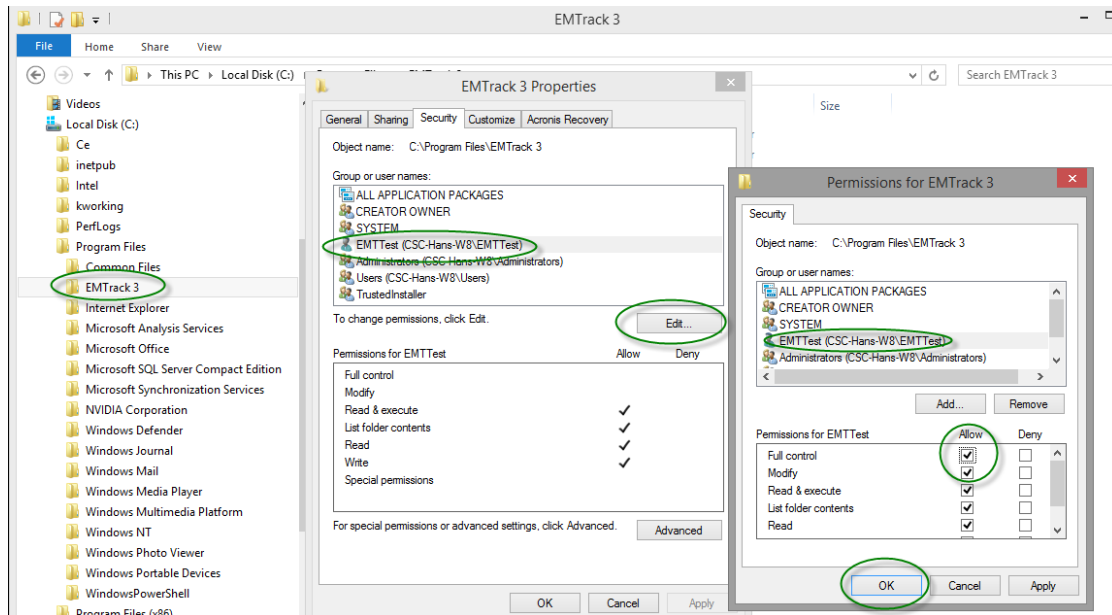 EMTrack 3
File Home Share View
This PC Local Disk (C:)
Search EMTrack 3
Videos
Local Disk (C:)
Ce
inetpub
Intel
kworking
PerfLogs
Program Files
Common Files
EMTrack 3
Internet Explorer
Microsoft Analysis Services
Microsoft Office
Microsoft SQL Server Compact Edition
Microsoft Synchronization Services
NVIDIA Corporation
Windows Defender
Windows Journal
Windows Mail
Windows Media Player
Windows Multimedia Platform
Windows NT
Windows Photo Viewer
Windows Portable Devices
WindowsPowerShell
Program Files (x86)
Size
EMTrack 3 Properties
General Sharing Security Customize Acronis Recovery
Object name: C:\Program Files\EMTrack 3
Group or user names:
ALL APPLICATION PACKAGES
CREATOR OWNER
SYSTEM
EMTTest (CSC-Hans-W8\EMTTest)
Administrators (CSC-Hans-W8\Administrators)
Users (CSC-Hans-W8\Users)
TrustedInstaller
To change permissions, click Edit.
Edit...
Permissions for EMTTest Allow Deny
Full control
Modify
Read & execute
List folder contents
Read
Write
Special permissions
For special permissions or advanced settings, click Advanced.
Advanced
OK Cancel Apply
Permissions for EMTrack 3
Security
Object name: C:\Program Files\EMTrack 3
Group or user names:
ALL APPLICATION PACKAGES
CREATOR OWNER
SYSTEM
EMTTest (CSC-Hans-W8\EMTTest)
Administrators (CSC-Hans-W8\Administrators)
Add... Remove
Permissions for EMTTest Allow Deny
Full control
Modify
Read & execute
List folder contents
Read
OK Cancel Apply